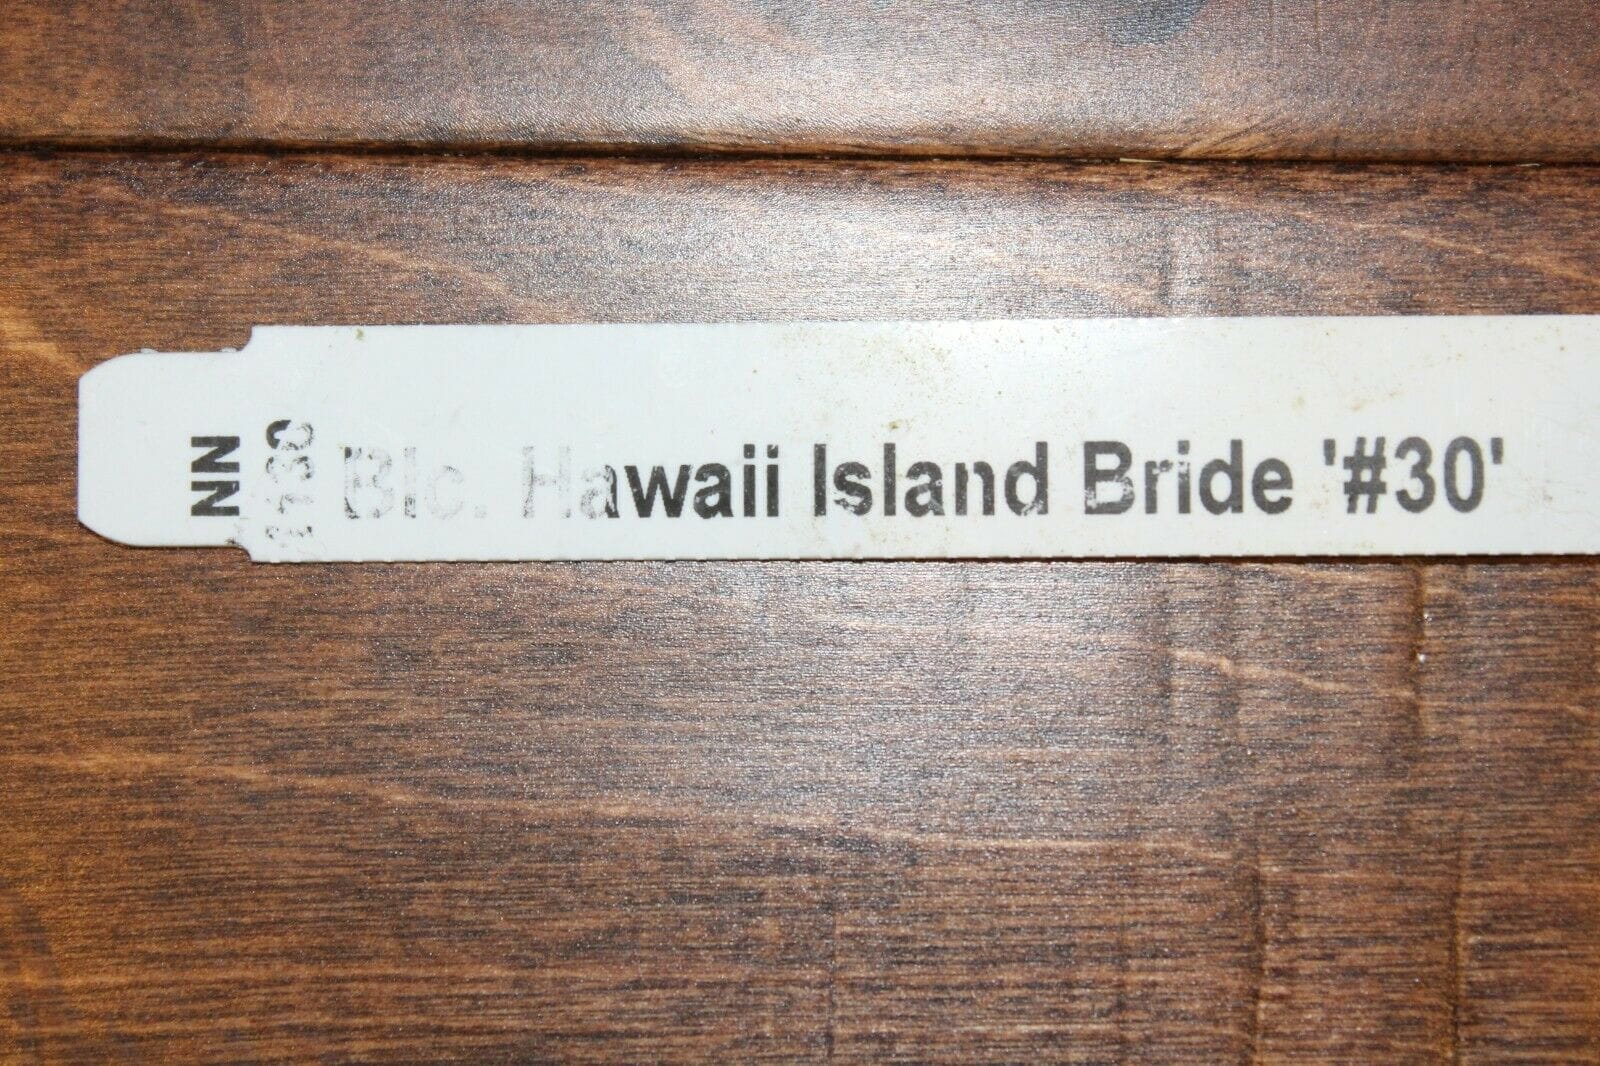 NN
Blc. Hawaii Island Bride '#30'